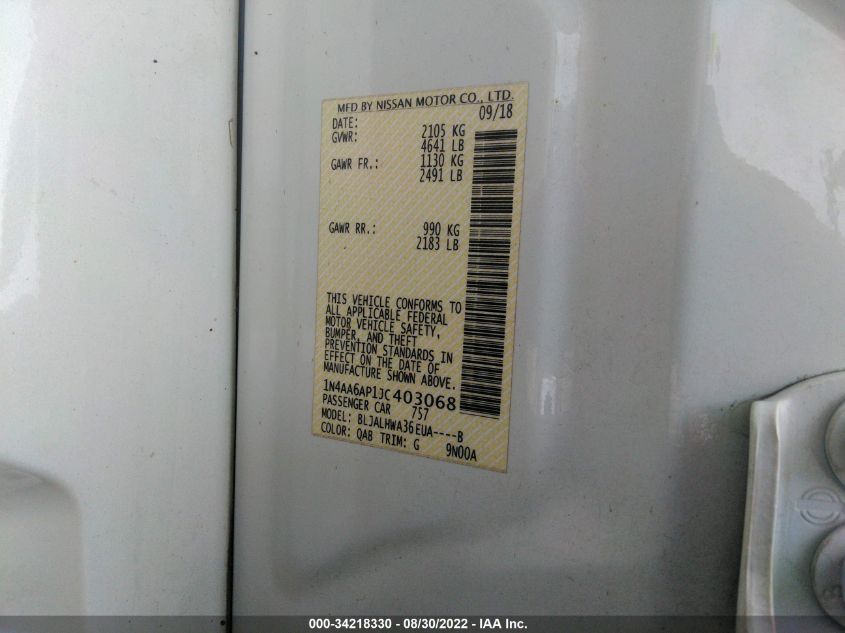 MFD BY NISSAN MOTOR CO., LTD.
DATE: 09/18
GVWR: 2105 KG
4641 LB
GAWR FR.: 1130 KG
2491 LB
GAWR RR.: 990 KG
2183 LB
THIS VEHICLE CONFORMS TO
ALL APPLICABLE FEDERAL
MOTOR VEHICLE SAFETY,
BUMPER, AND THEFT
PREVENTION STANDARDS IN
EFFECT ON THE DATE OF
MANUFACTURE SHOWN ABOVE.
1N4AA6AP1JC403068
PASSENGER CAR 757
MODEL: BLJALHWA36EUA----B
COLOR: QAB TRIM: G 9N00A
000-34218330 - 08/30/2022 - IAA Inc.